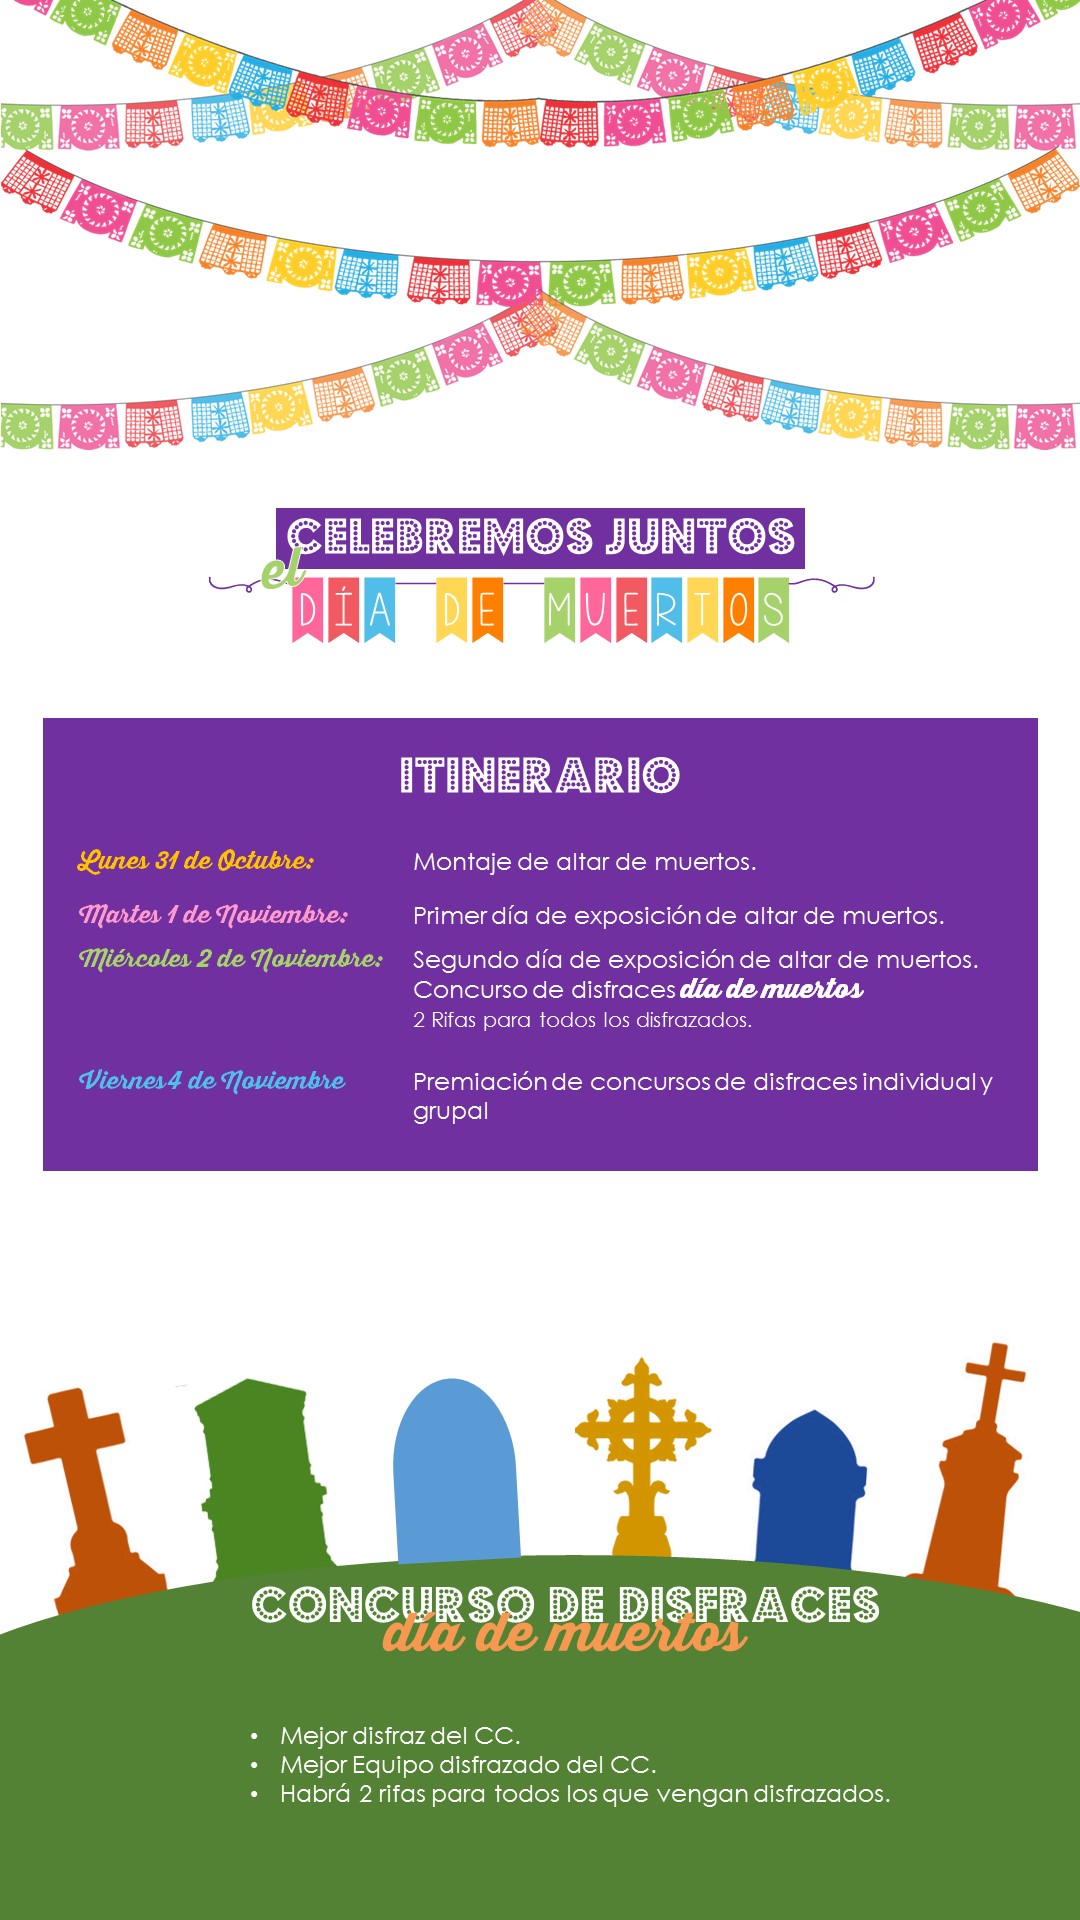 CELEBREMOS JUNTOS
el
DÍA DE MUERTOS
ITINERARIO
Lunes 31 de Octubre: Montaje de altar de muertos.
Martes 1 de Noviembre: Primer día de exposición de altar de muertos.
Miércoles 2 de Noviembre: Segundo día de exposición de altar de muertos.
Concurso de disfraces día de muertos
2 Rifas para todos los disfrazados.
Viernes 4 de Noviembre Premiación de concursos de disfraces individual y
grupal
CONCURSO DE DISFRACES
día de muertos
• Mejor disfraz del CC.
• Mejor Equipo disfrazado del CC.
• Habrá 2 rifas para todos los que vengan disfrazados.